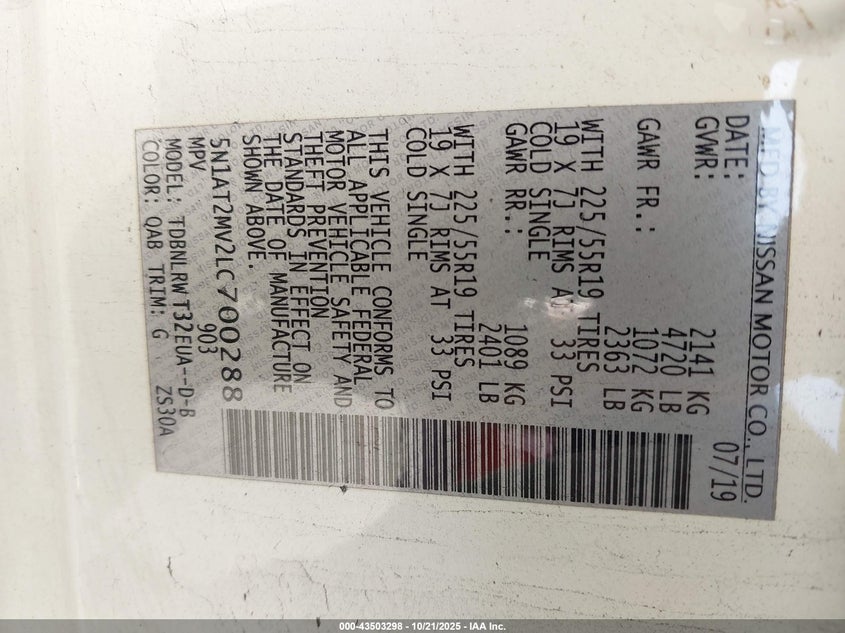 MFD BY NISSAN MOTOR CO., LTD.
DATE: 07/19
GVWR: 2141 KG
4720 LB
GAWR FR.: 1072 KG
2363 LB
WITH 225/55R19 TIRES
19 X 7J RIMS AT 33 PSI
COLD SINGLE
GAWR RR.: 1089 KG
2401 LB
WITH 225/55R19 TIRES
19 X 7J RIMS AT 33 PSI
COLD SINGLE
THIS VEHICLE CONFORMS TO
ALL APPLICABLE FEDERAL
MOTOR VEHICLE SAFETY AND
THEFT PREVENTION
STANDARDS IN EFFECT ON
THE DATE OF MANUFACTURE
SHOWN ABOVE.
5N1AT2MV2LC700288
MPV 903
MODEL: TDBNLRWT32EUA--D-B
COLOR: QAB TRIM: G ZS30A
000-43503298 - 10/21/2025 - IAA Inc.